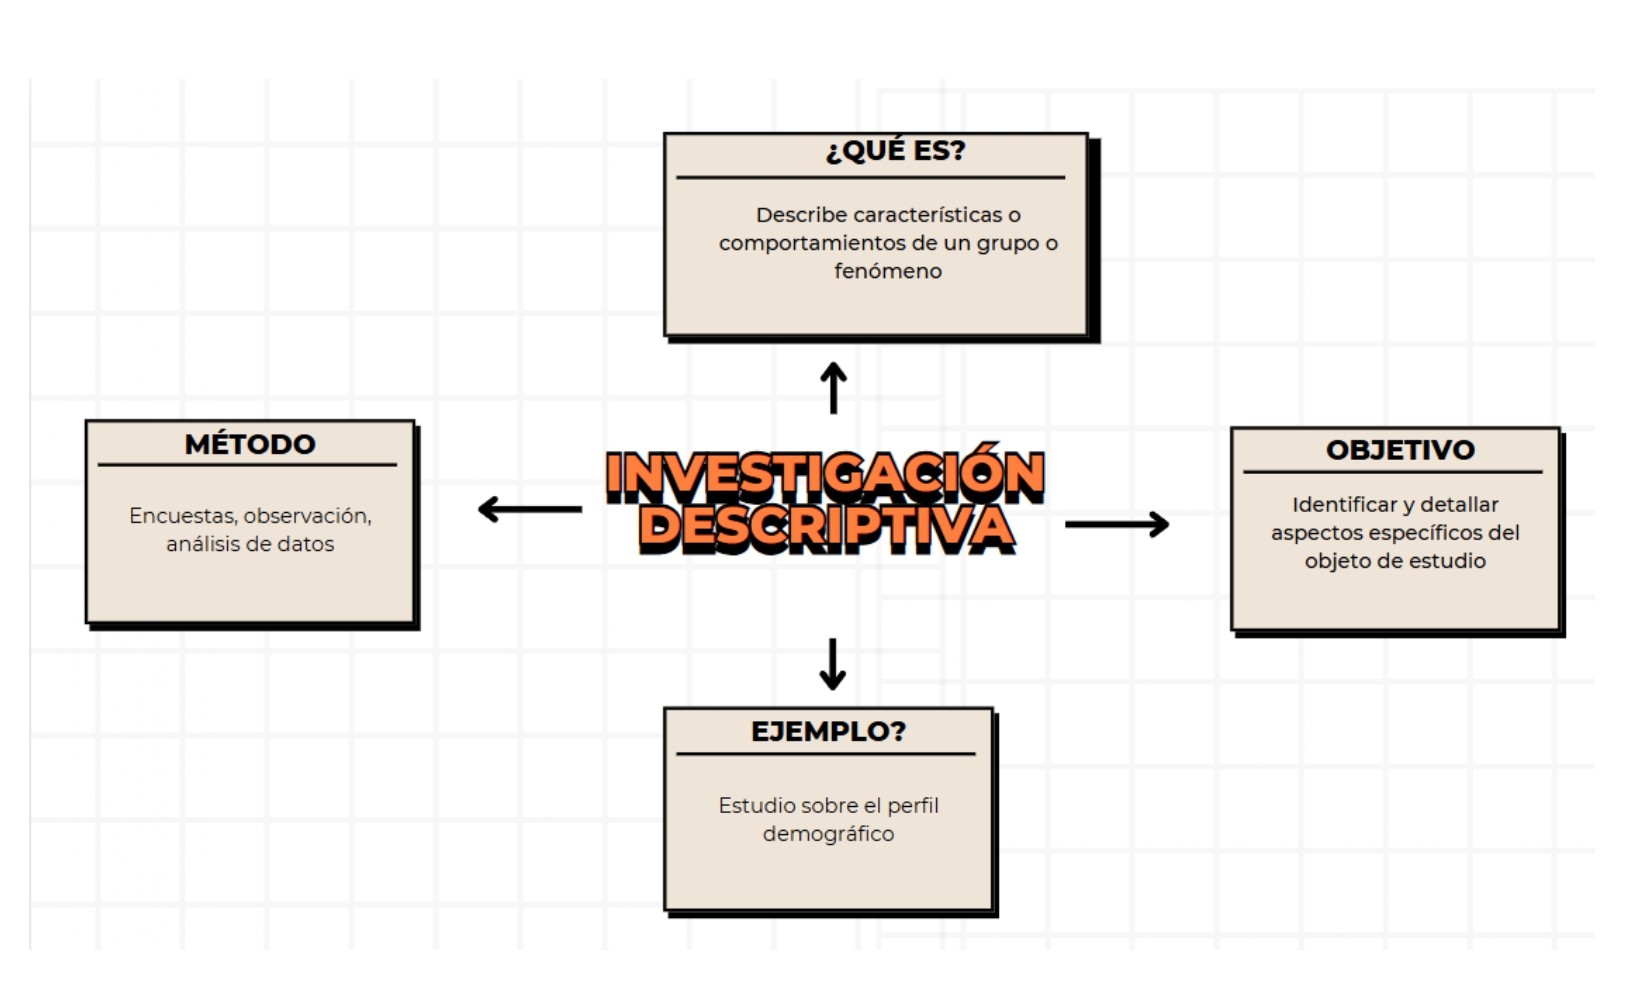 ¿QUÉ ES?
Describe características o
comportamientos de un grupo o
fenómeno
MÉTODO
Encuestas, observación,
análisis de datos
INVESTIGACIÓN
DESCRIPTIVA
OBJETIVO
Identificar y detallar
aspectos específicos del
objeto de estudio
EJEMPLO?
Estudio sobre el perfil
demográfico